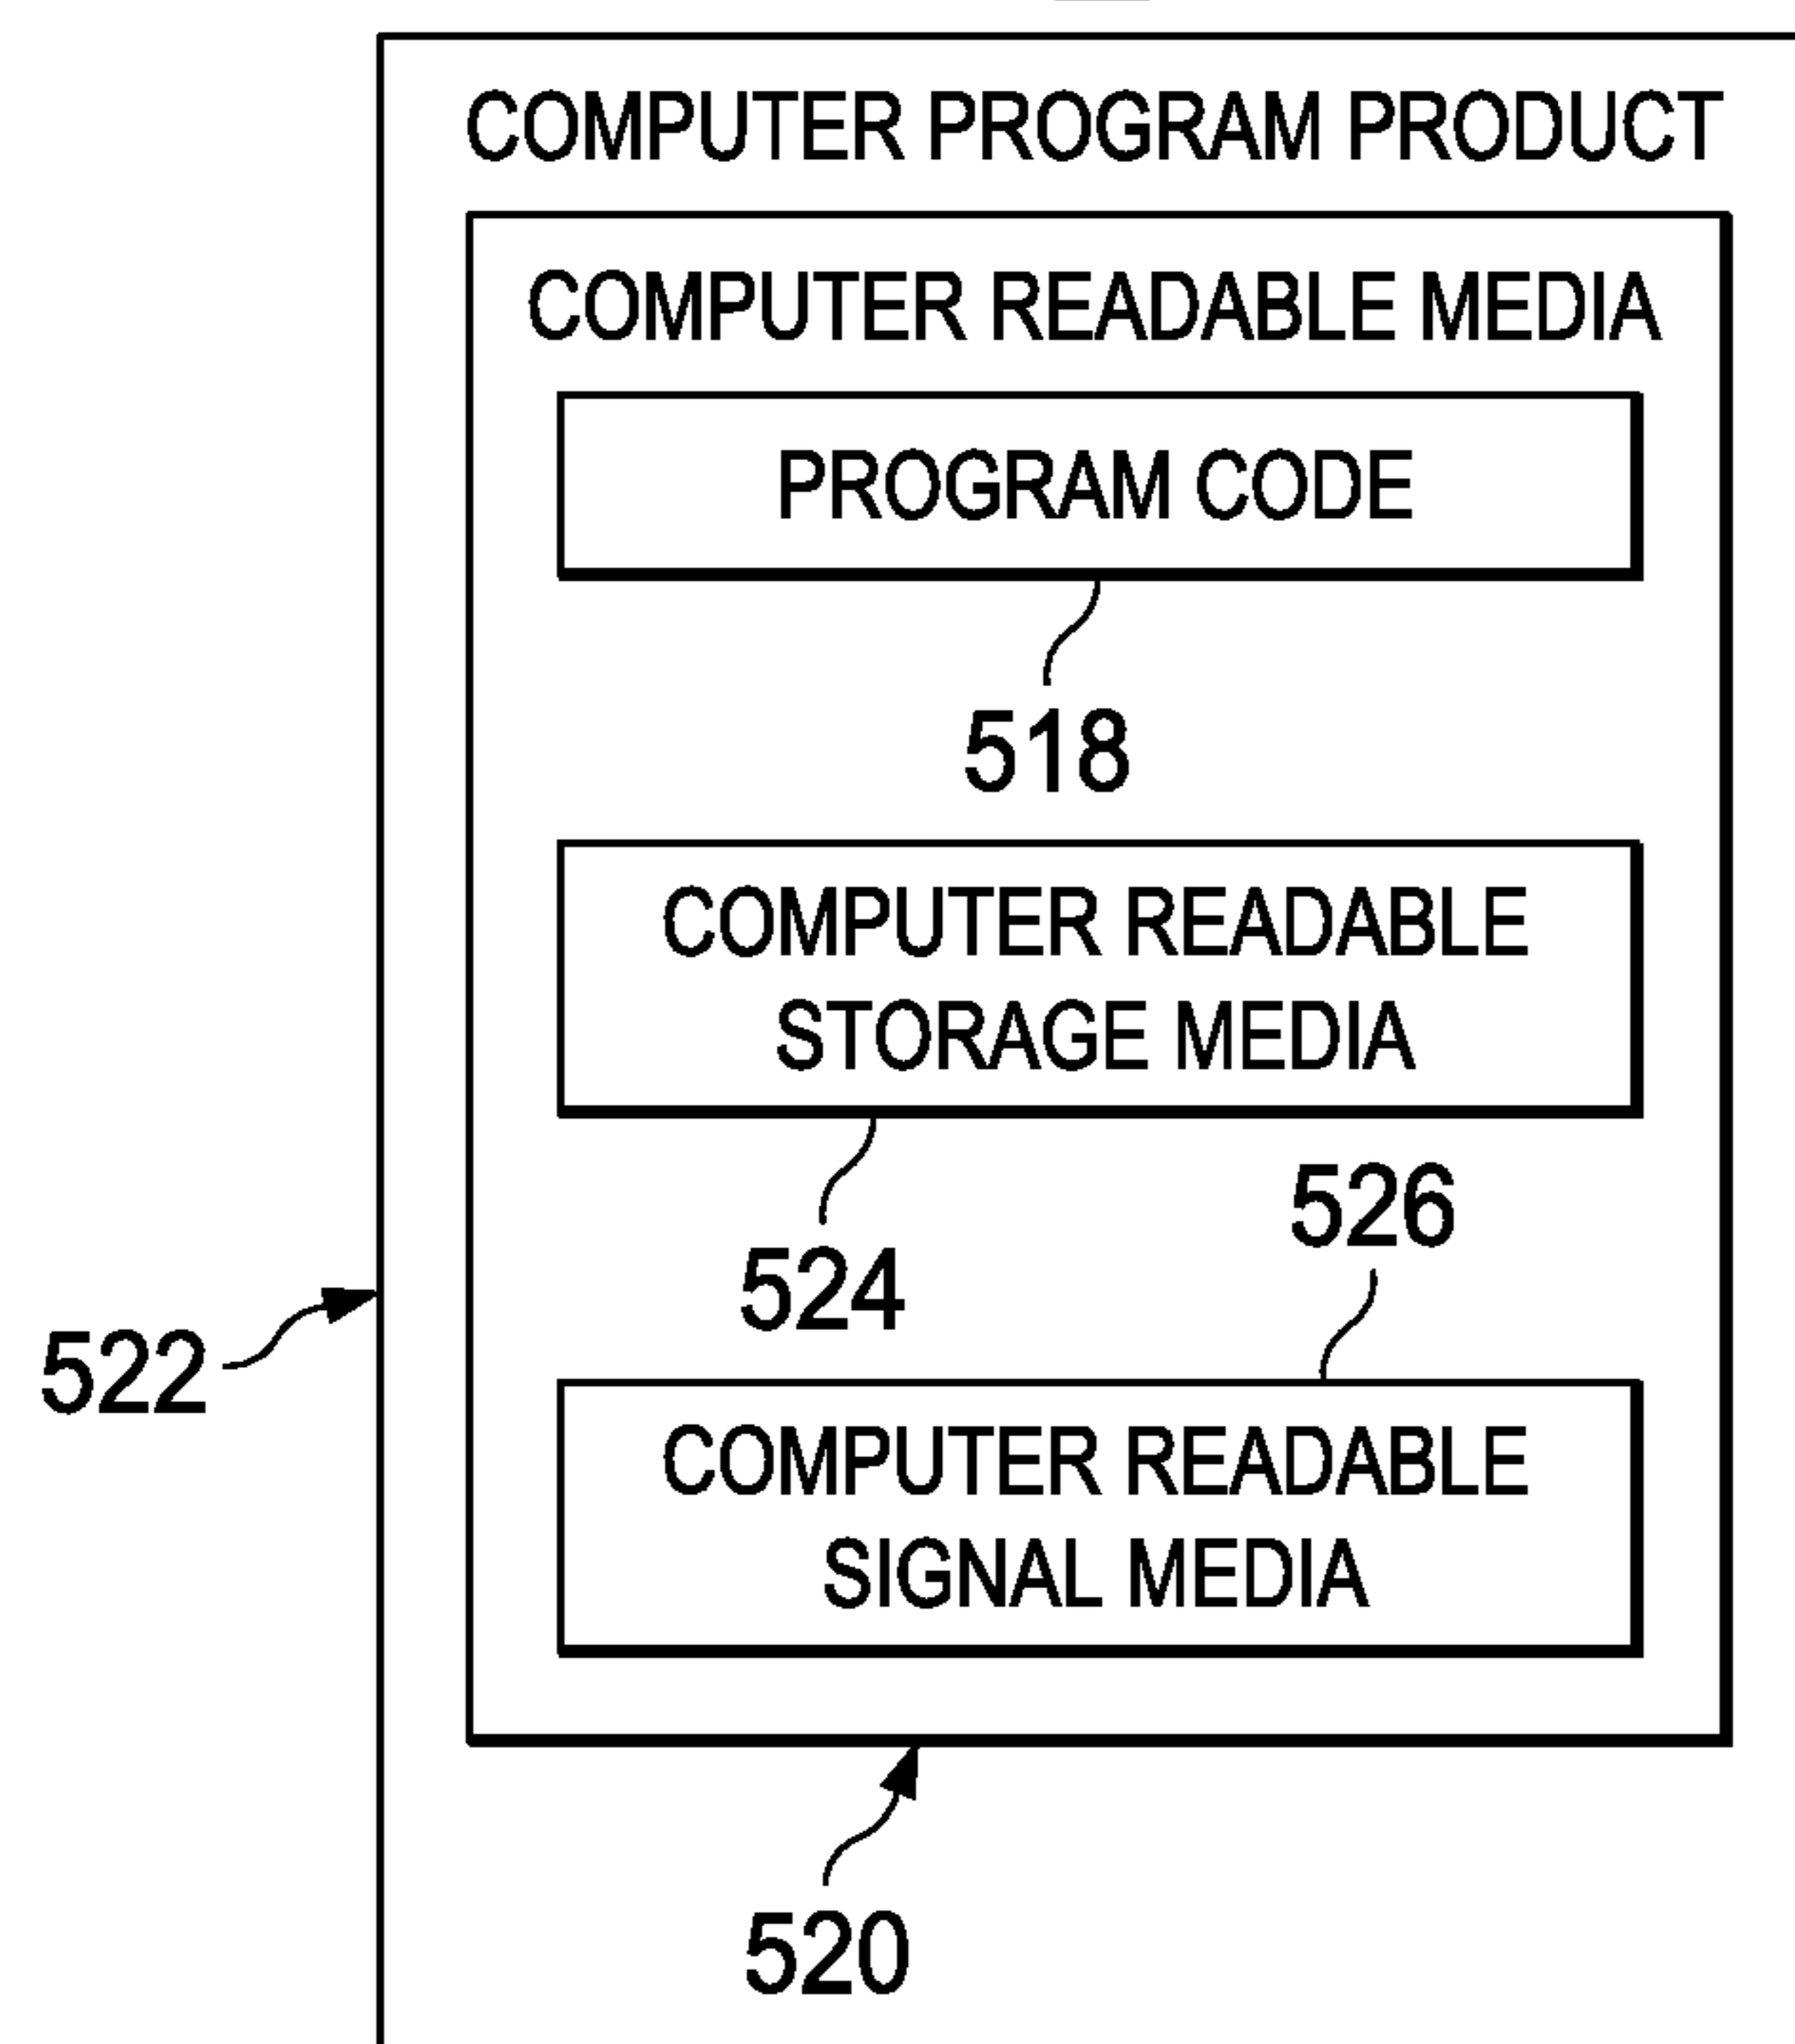 COMPUTER PROGRAM PRODUCT
COMPUTER READABLE MEDIA
PROGRAM CODE
518
COMPUTER READABLE
STORAGE MEDIA
526
524
522
COMPUTER READABLE
SIGNAL MEDIA
520